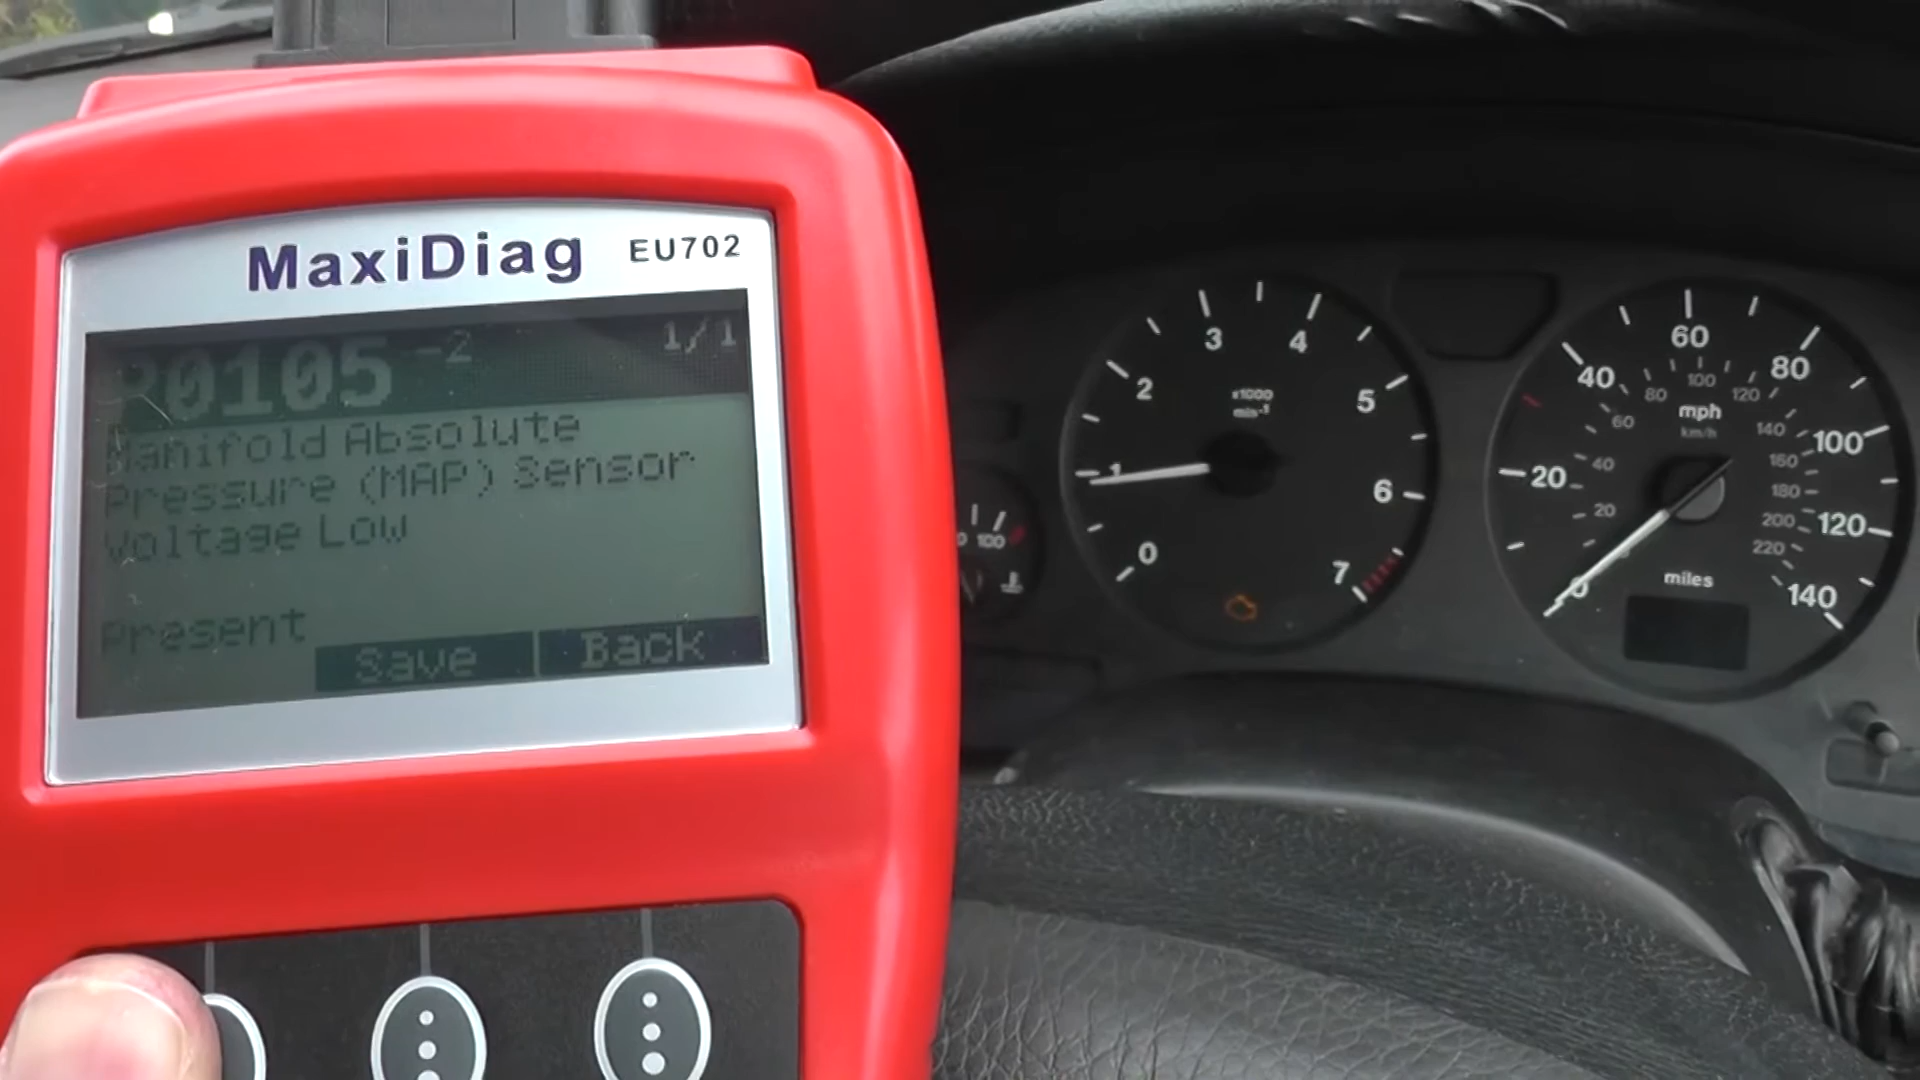 MaxiDiag EU702
P0105 -2 1/1
Manifold Absolute
Pressure (MAP) Sensor
Voltage Low
Present
Save Back
0 1 2 3 4 5 6 7
x1000
min-1
100
0 20 40 60 80 100 120 140
20 40 60 80 100 120 140 160 180 200 220
mph
km/h
miles